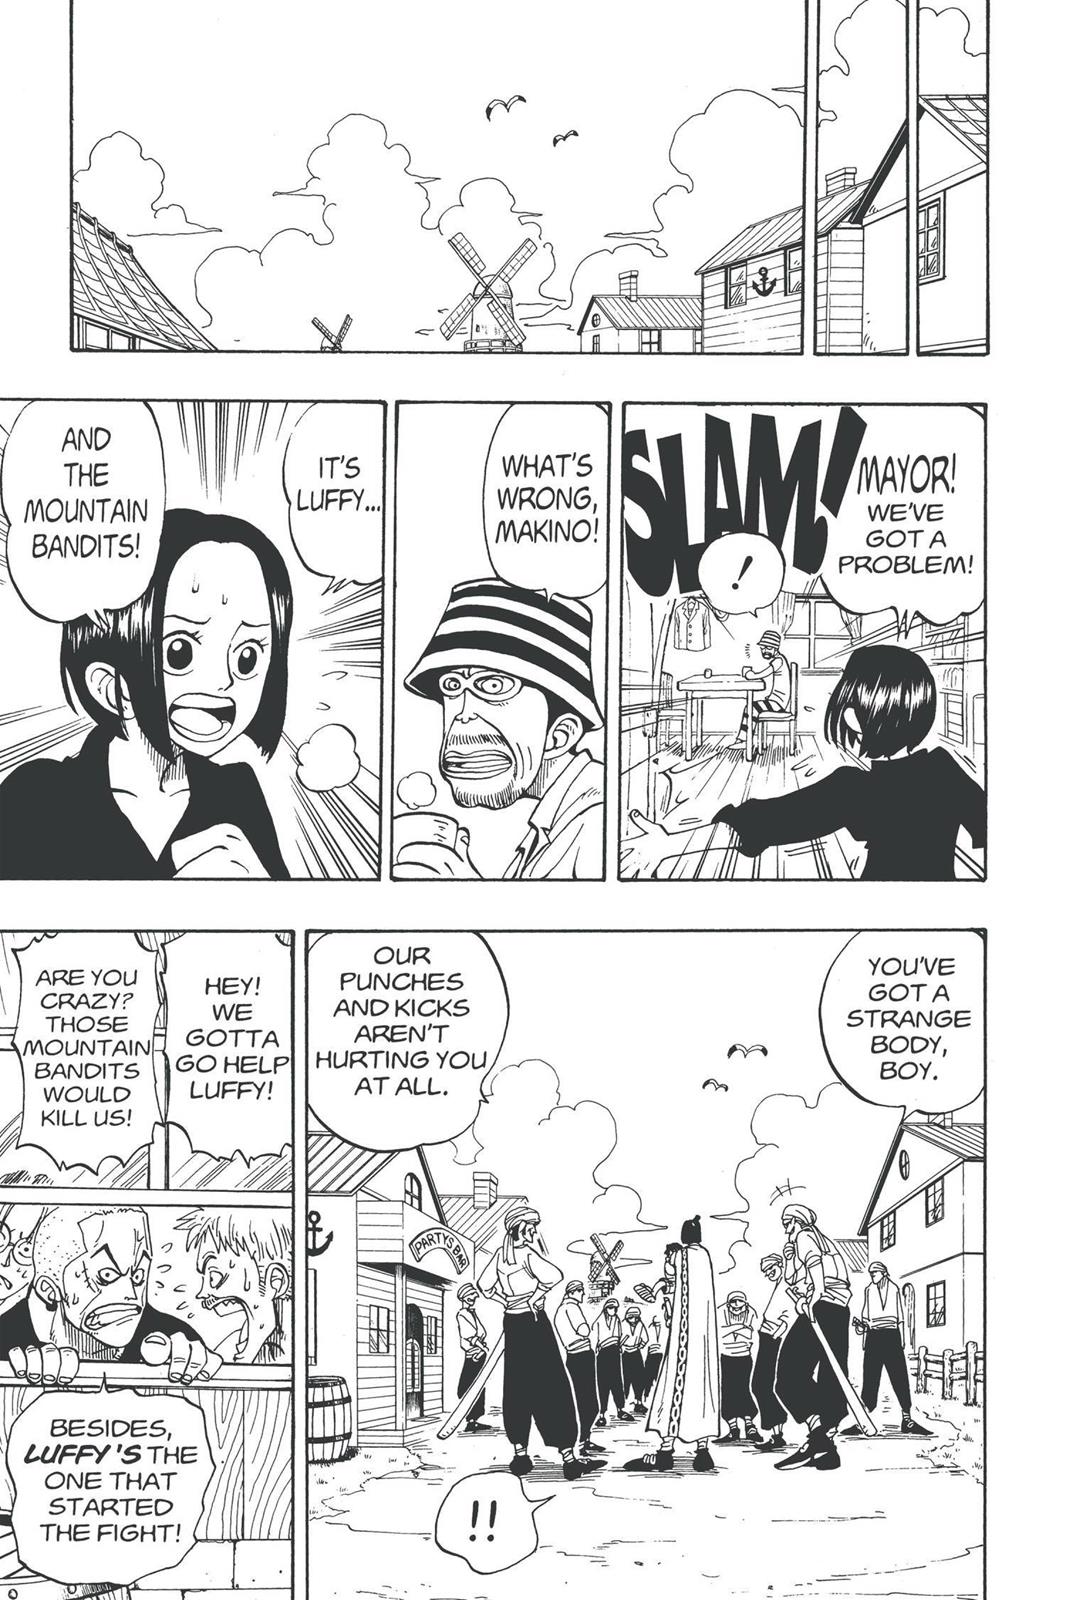 SLAM!
MAYOR!
WE'VE
GOT A
PROBLEM!
!
WHAT'S
WRONG,
MAKINO!
IT'S
LUFFY...
AND
THE
MOUNTAIN
BANDITS!
YOU'VE
GOT A
STRANGE
BODY,
BOY.
OUR
PUNCHES
AND KICKS
AREN'T
HURTING YOU
AT ALL.
PARTYS BAR
!!
HEY!
WE
GOTTA
GO HELP
LUFFY!
ARE YOU
CRAZY?
THOSE
MOUNTAIN
BANDITS
WOULD
KILL US!
BESIDES,
LUFFY'S THE
ONE THAT
STARTED
THE FIGHT!